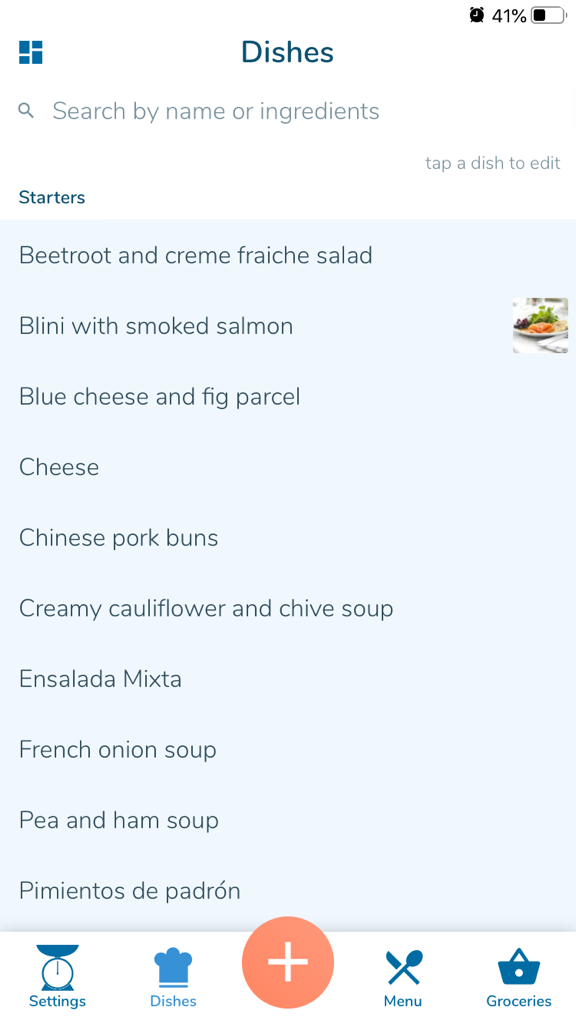 41%
Dishes
Search by name or ingredients
tap a dish to edit
Starters
Beetroot and creme fraiche salad
Blini with smoked salmon
Blue cheese and fig parcel
Cheese
Chinese pork buns
Creamy cauliflower and chive soup
Ensalada Mixta
French onion soup
Pea and ham soup
Pimientos de padrón
Settings Dishes Menu Groceries